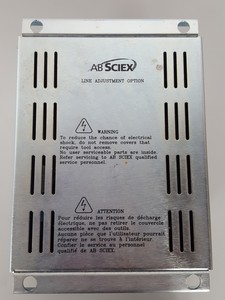 AB SCIEX
LINE ADJUSTMENT OPTION
WARNING
To reduce the chance of electrical
shock, do not remove covers that
require tool access.
No user serviceable parts are inside.
Refer servicing to AB SCIEX qualified
service personnel.
ATTENTION
Pour réduire les risques de décharge
électrique, ne pas retirer le couvercle
accessible avec des outils.
Aucune pièce que l'utilisateur pourrait
réparer ne se trouve à l'intérieur.
Confier le service au personnel
qualifié de AB SCIEX.